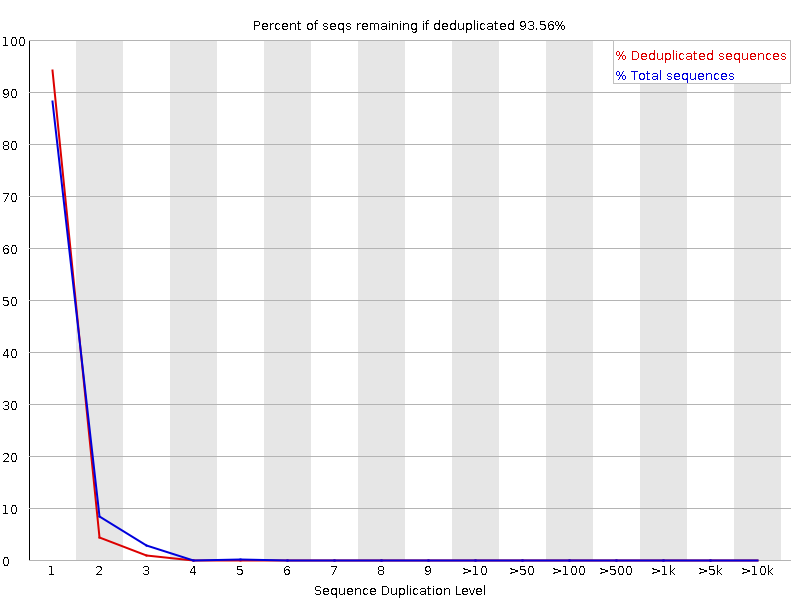 Percent of seqs remaining if deduplicated 93.56%
% Deduplicated sequences
% Total sequences
100
90
80
70
60
50
40
30
20
10
0
1 2 3 4 5 6 7 8 9 >10 >50 >100 >500 >1k >5k >10k
Sequence Duplication Level